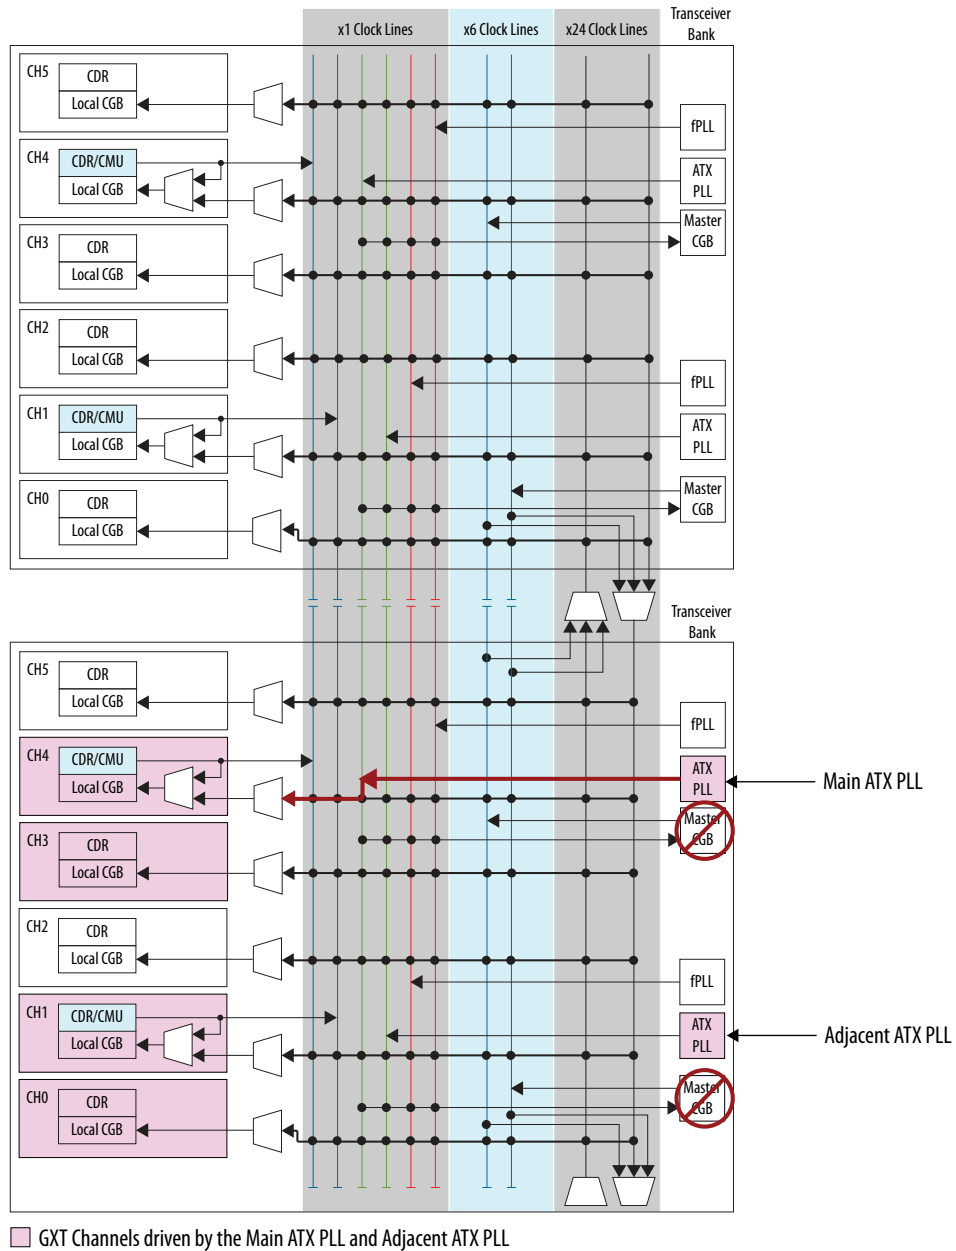 x1 Clock Lines
x6 Clock Lines
x24 Clock Lines
Transceiver
Bank
CH5
CDR
Local CGB
fPLL
CH4
CDR/CMU
Local CGB
ATX
PLL
Master
CGB
CH3
CDR
Local CGB
CH2
CDR
Local CGB
fPLL
CH1
CDR/CMU
Local CGB
ATX
PLL
CH0
CDR
Local CGB
Master
CGB
Transceiver
Bank
CH5
CDR
Local CGB
fPLL
CH4
CDR/CMU
Local CGB
ATX
PLL
Main ATX PLL
Master
CGB
CH3
CDR
Local CGB
CH2
CDR
Local CGB
fPLL
CH1
CDR/CMU
Local CGB
ATX
PLL
Adjacent ATX PLL
CH0
CDR
Local CGB
Master
CGB
GXT Channels driven by the Main ATX PLL and Adjacent ATX PLL